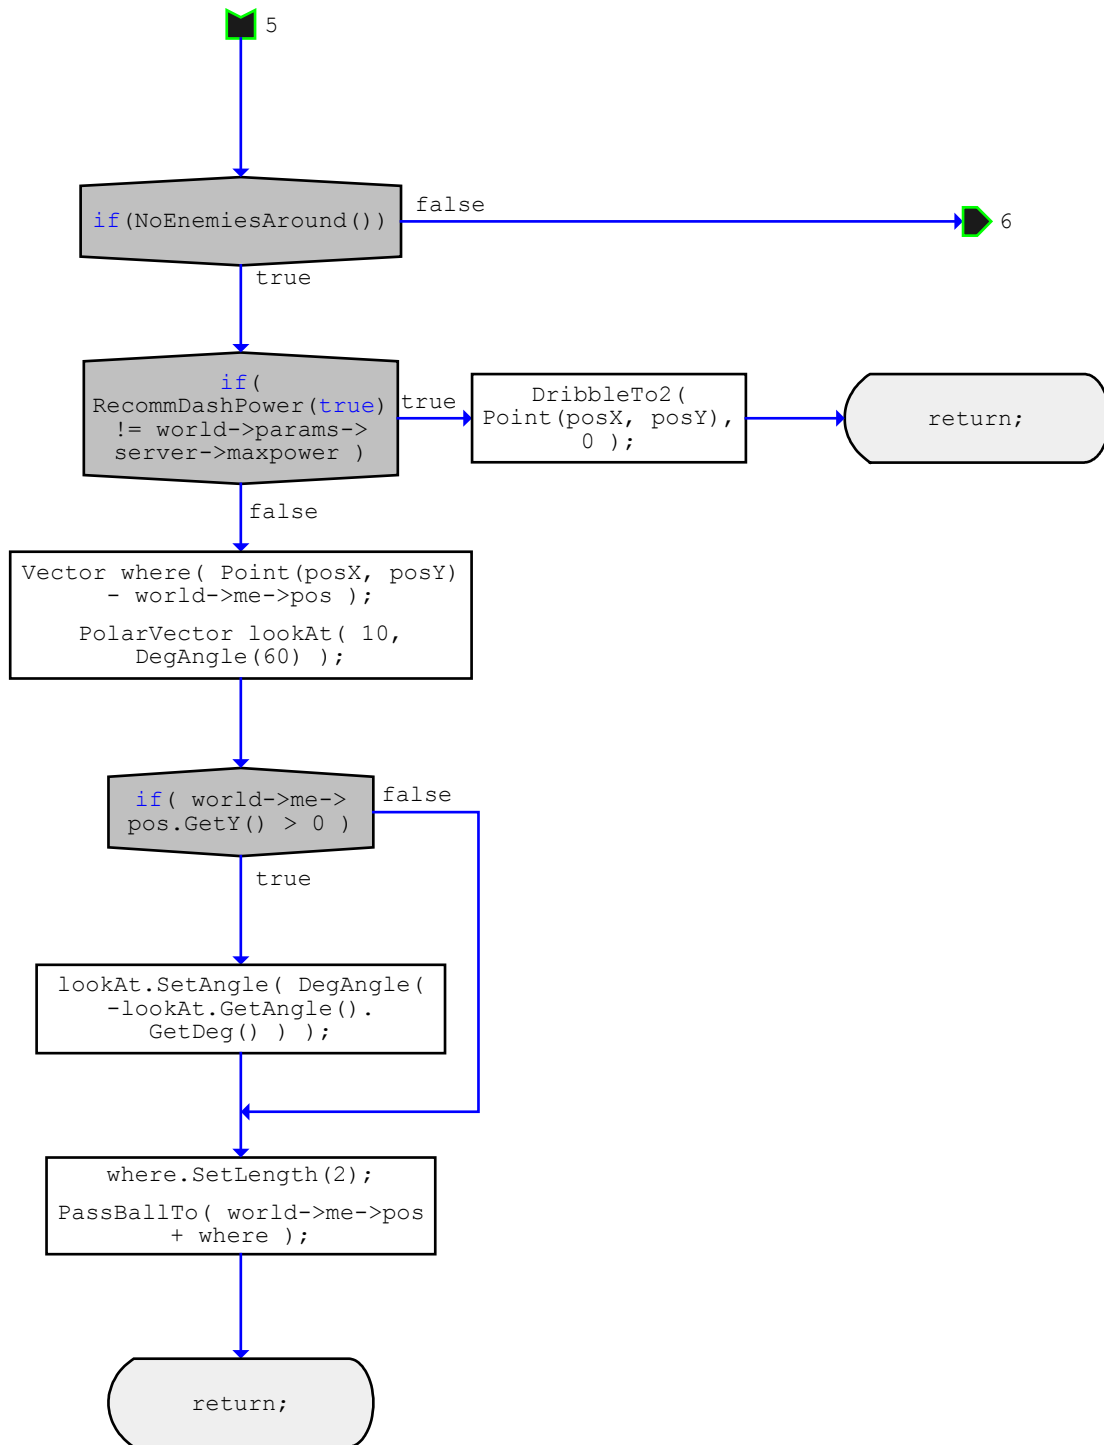 5
if(NoEnemiesAround())
false
6
true
if(
RecommDashPower(true)
!= world->params->
server->maxpower )
true
DribbleTo2(
Point(posX, posY),
0 );
return;
false
Vector where( Point(posX, posY)
- world->me->pos );
PolarVector lookAt( 10,
DegAngle(60) );
if( world->me->
pos.GetY() > 0 )
false
true
lookAt.SetAngle( DegAngle(
-lookAt.GetAngle().
GetDeg() ) );
where.SetLength(2);
PassBallTo( world->me->pos
+ where );
return;